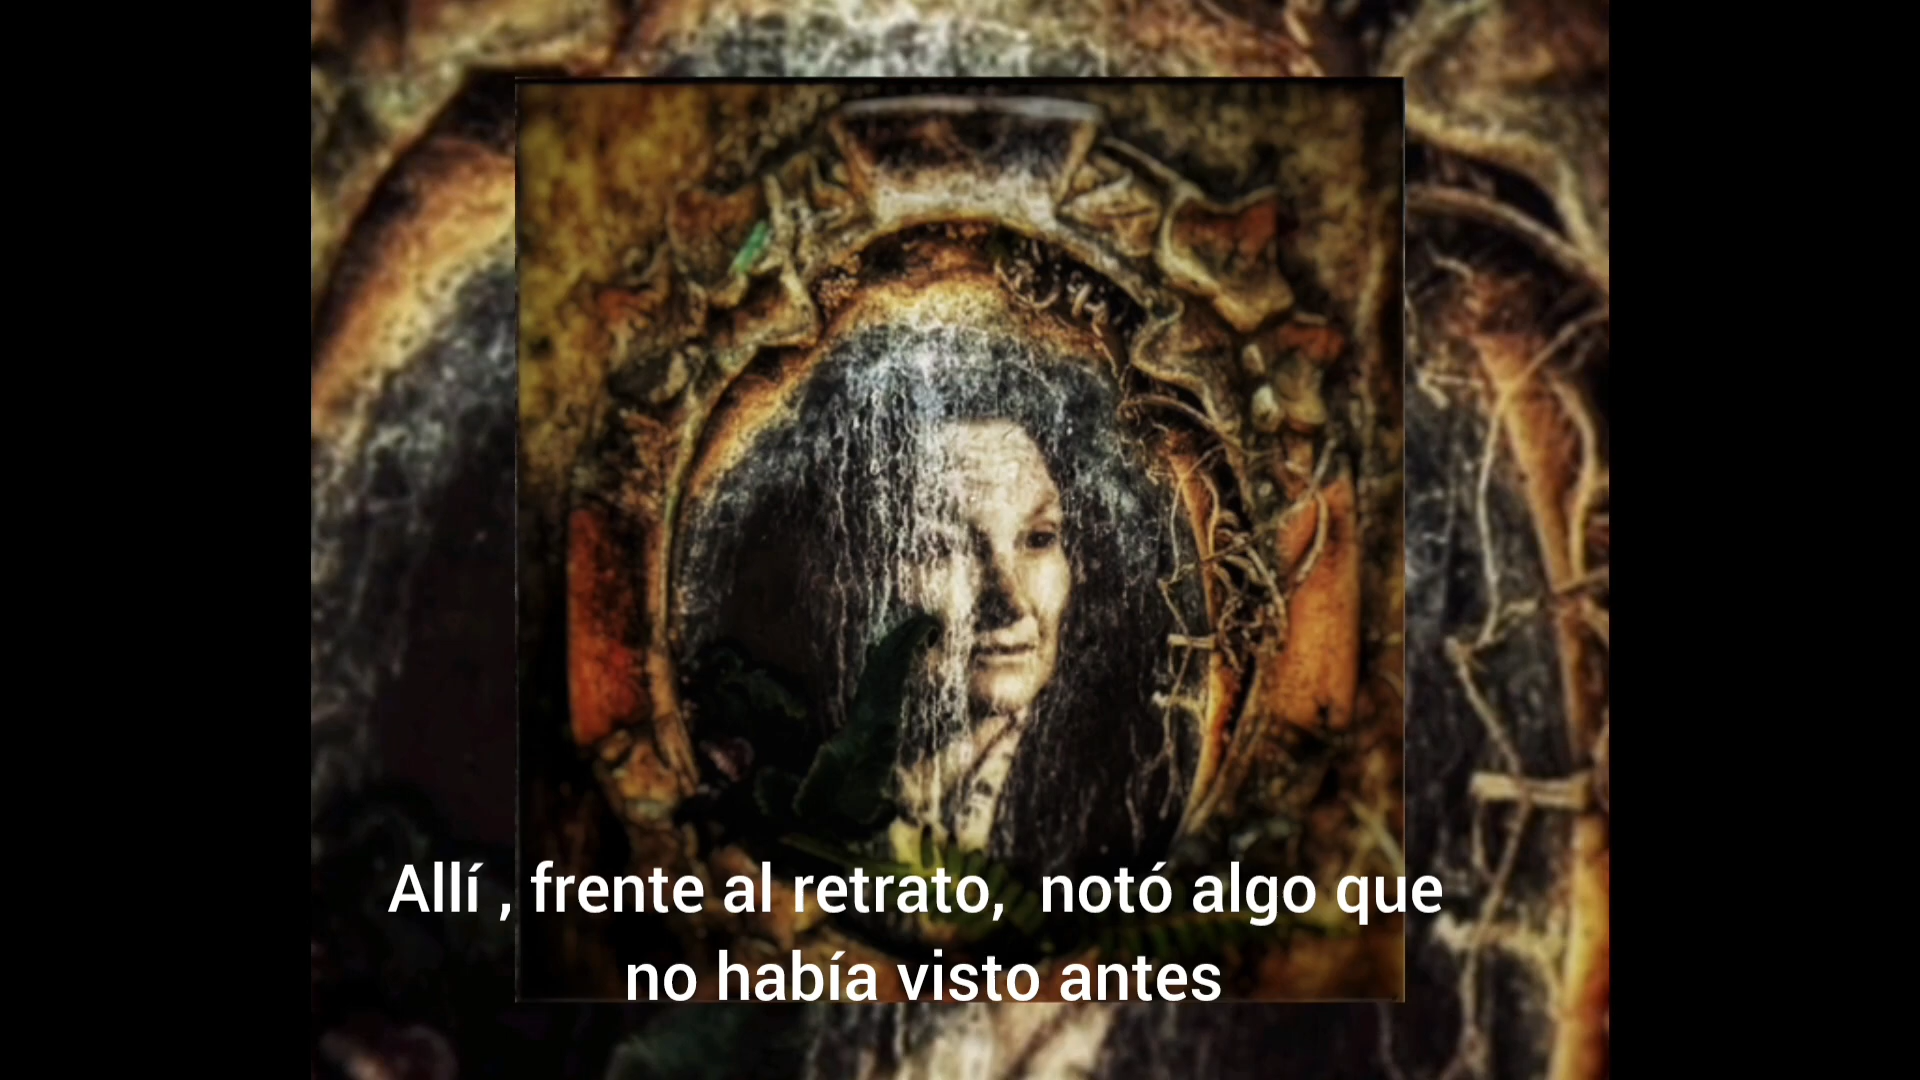 Allí , frente al retrato,  notó algo que
no había visto antes